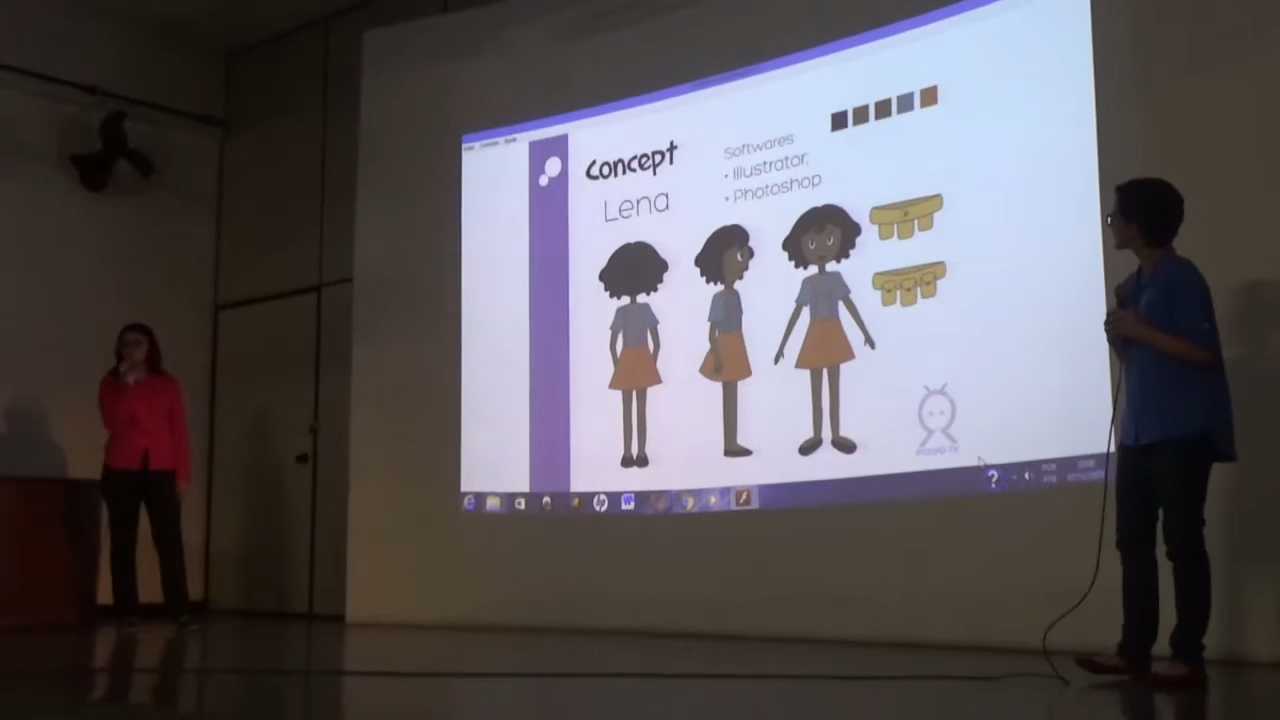 Concept
Lena
Softwares:
• Illustrator,
• Photoshop